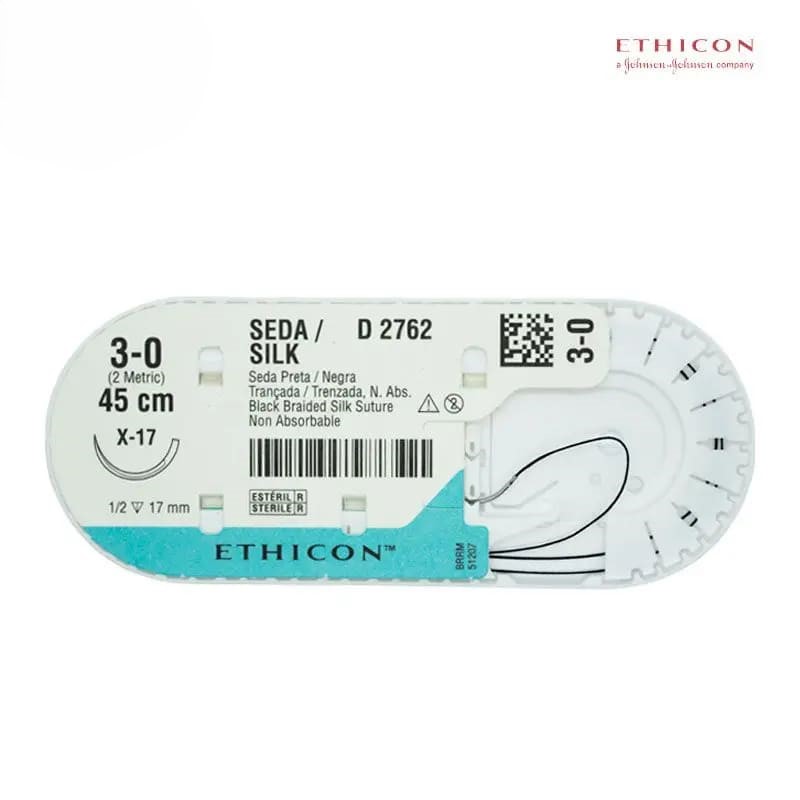 ETHICON
a Johnson & Johnson company
3-0
(2 Metric)
45 cm
X-17
1/2 ▽ 17 mm
SEDA / D 2762
SILK
Seda Preta / Negra
Trançada / Trenzada, N. Abs.
Black Braided Silk Suture
Non Absorbable
ESTÉRIL R
STERILE R
ETHICON™
BRRM
51207
3-0